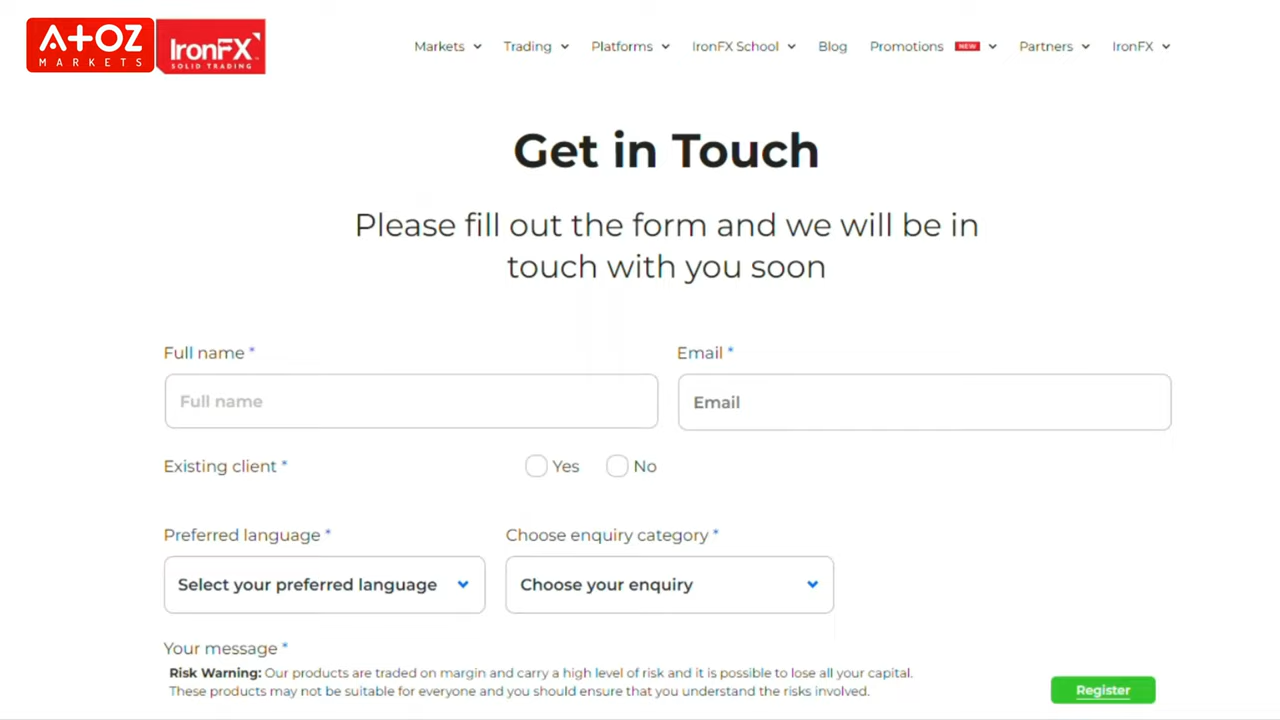 ATOZ
MARKETS
IronFX
SOLID TRADING
Markets Trading Platforms IronFX School Blog Promotions NEW Partners IronFX
Get in Touch
Please fill out the form and we will be in
touch with you soon
Full name * Email *
Full name Email
Existing client * Yes No
Preferred language * Choose enquiry category *
Select your preferred language Choose your enquiry
Your message *
Risk Warning: Our products are traded on margin and carry a high level of risk and it is possible to lose all your capital.
These products may not be suitable for everyone and you should ensure that you understand the risks involved.
Register